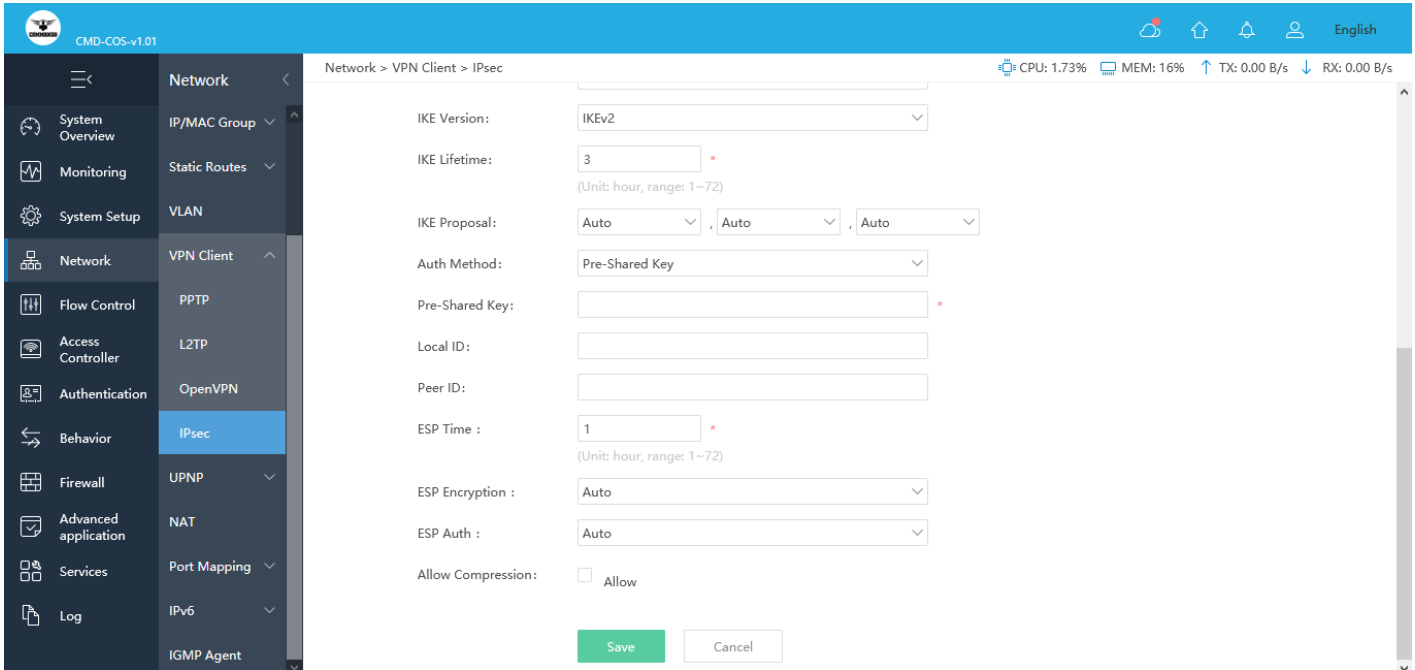 COMMANDO
CMD-COS-v1.01
English
Network
Network > VPN Client > IPsec
CPU: 1.73%
MEM: 16%
TX: 0.00 B/s
RX: 0.00 B/s
System
Overview
Monitoring
System Setup
Network
Flow Control
Access
Controller
Authentication
Behavior
Firewall
Advanced
application
Services
Log
IP/MAC Group
Static Routes
VLAN
VPN Client
PPTP
L2TP
OpenVPN
IPsec
UPNP
NAT
Port Mapping
IPv6
IGMP Agent
IKE Version: IKEv2
IKE Lifetime: 3 *
(Unit: hour, range: 1~72)
IKE Proposal: Auto , Auto , Auto
Auth Method: Pre-Shared Key
Pre-Shared Key: *
Local ID:
Peer ID:
ESP Time : 1 *
(Unit: hour, range: 1~72)
ESP Encryption : Auto
ESP Auth : Auto
Allow Compression: Allow
Save Cancel